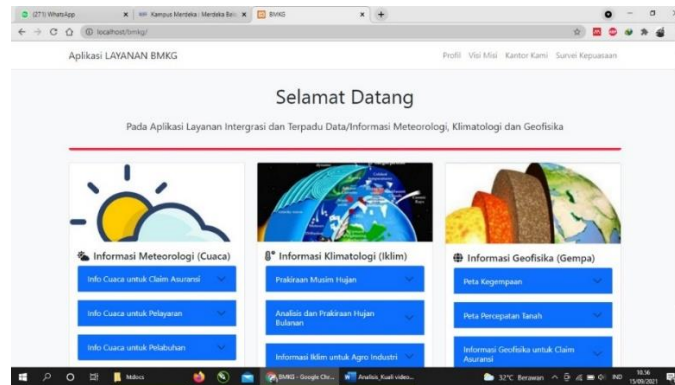 (271) WhatsApp
Kampus Merdeka : Merdeka Bela
BMKG
localhost/bmkg/
Aplikasi LAYANAN BMKG
Profil Visi Misi Kantor Kami Survei Kepuasaan
Selamat Datang
Pada Aplikasi Layanan Intergrasi dan Terpadu Data/Informasi Meteorologi, Klimatologi dan Geofisika
Informasi Meteorologi (Cuaca)
Info Cuaca untuk Claim Asuransi
Info Cuaca untuk Pelayaran
Info Cuaca untuk Pelabuhan
Informasi Klimatologi (Iklim)
Prakiraan Musim Hujan
Analisis dan Prakiraan Hujan
Bulanan
Informasi Iklim untuk Agro Industri
Informasi Geofisika (Gempa)
Peta Kegempaan
Peta Percepatan Tanah
Informasi Geofisika untuk Claim
Asuransi
Mdocs
BMKG - Google Chr...
Analisis_Kuali video...
32°C Berawan
IND
10.56
15/09/2021